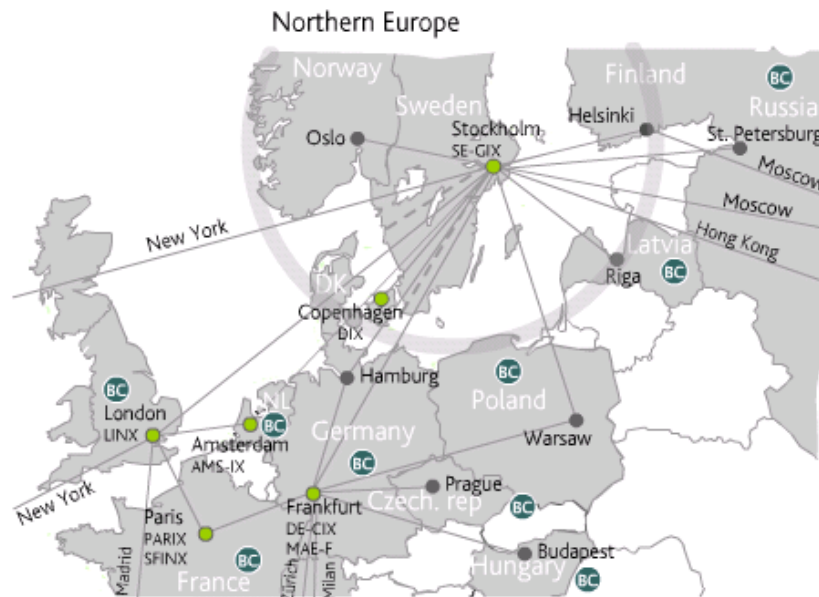 Northern Europe
Norway
Sweden
Finland
BC
Russia
Oslo
Stockholm
SE-GIX
Helsinki
St. Petersburg
Moscow
Moscow
Hong Kong
New York
Latvia
BC
Riga
DK
Copenhagen
DIX
Hamburg
BC
Poland
BC
London
LINX
NL
BC
Amsterdam
AMS-IX
Germany
BC
Warsaw
New York
Paris
PARIX
SFINX
Frankfurt
DE-CIX
MAE-F
Prague
Czech. rep
BC
Madrid
France
BC
Zürich
Milan
Budapest
Hungary
BC